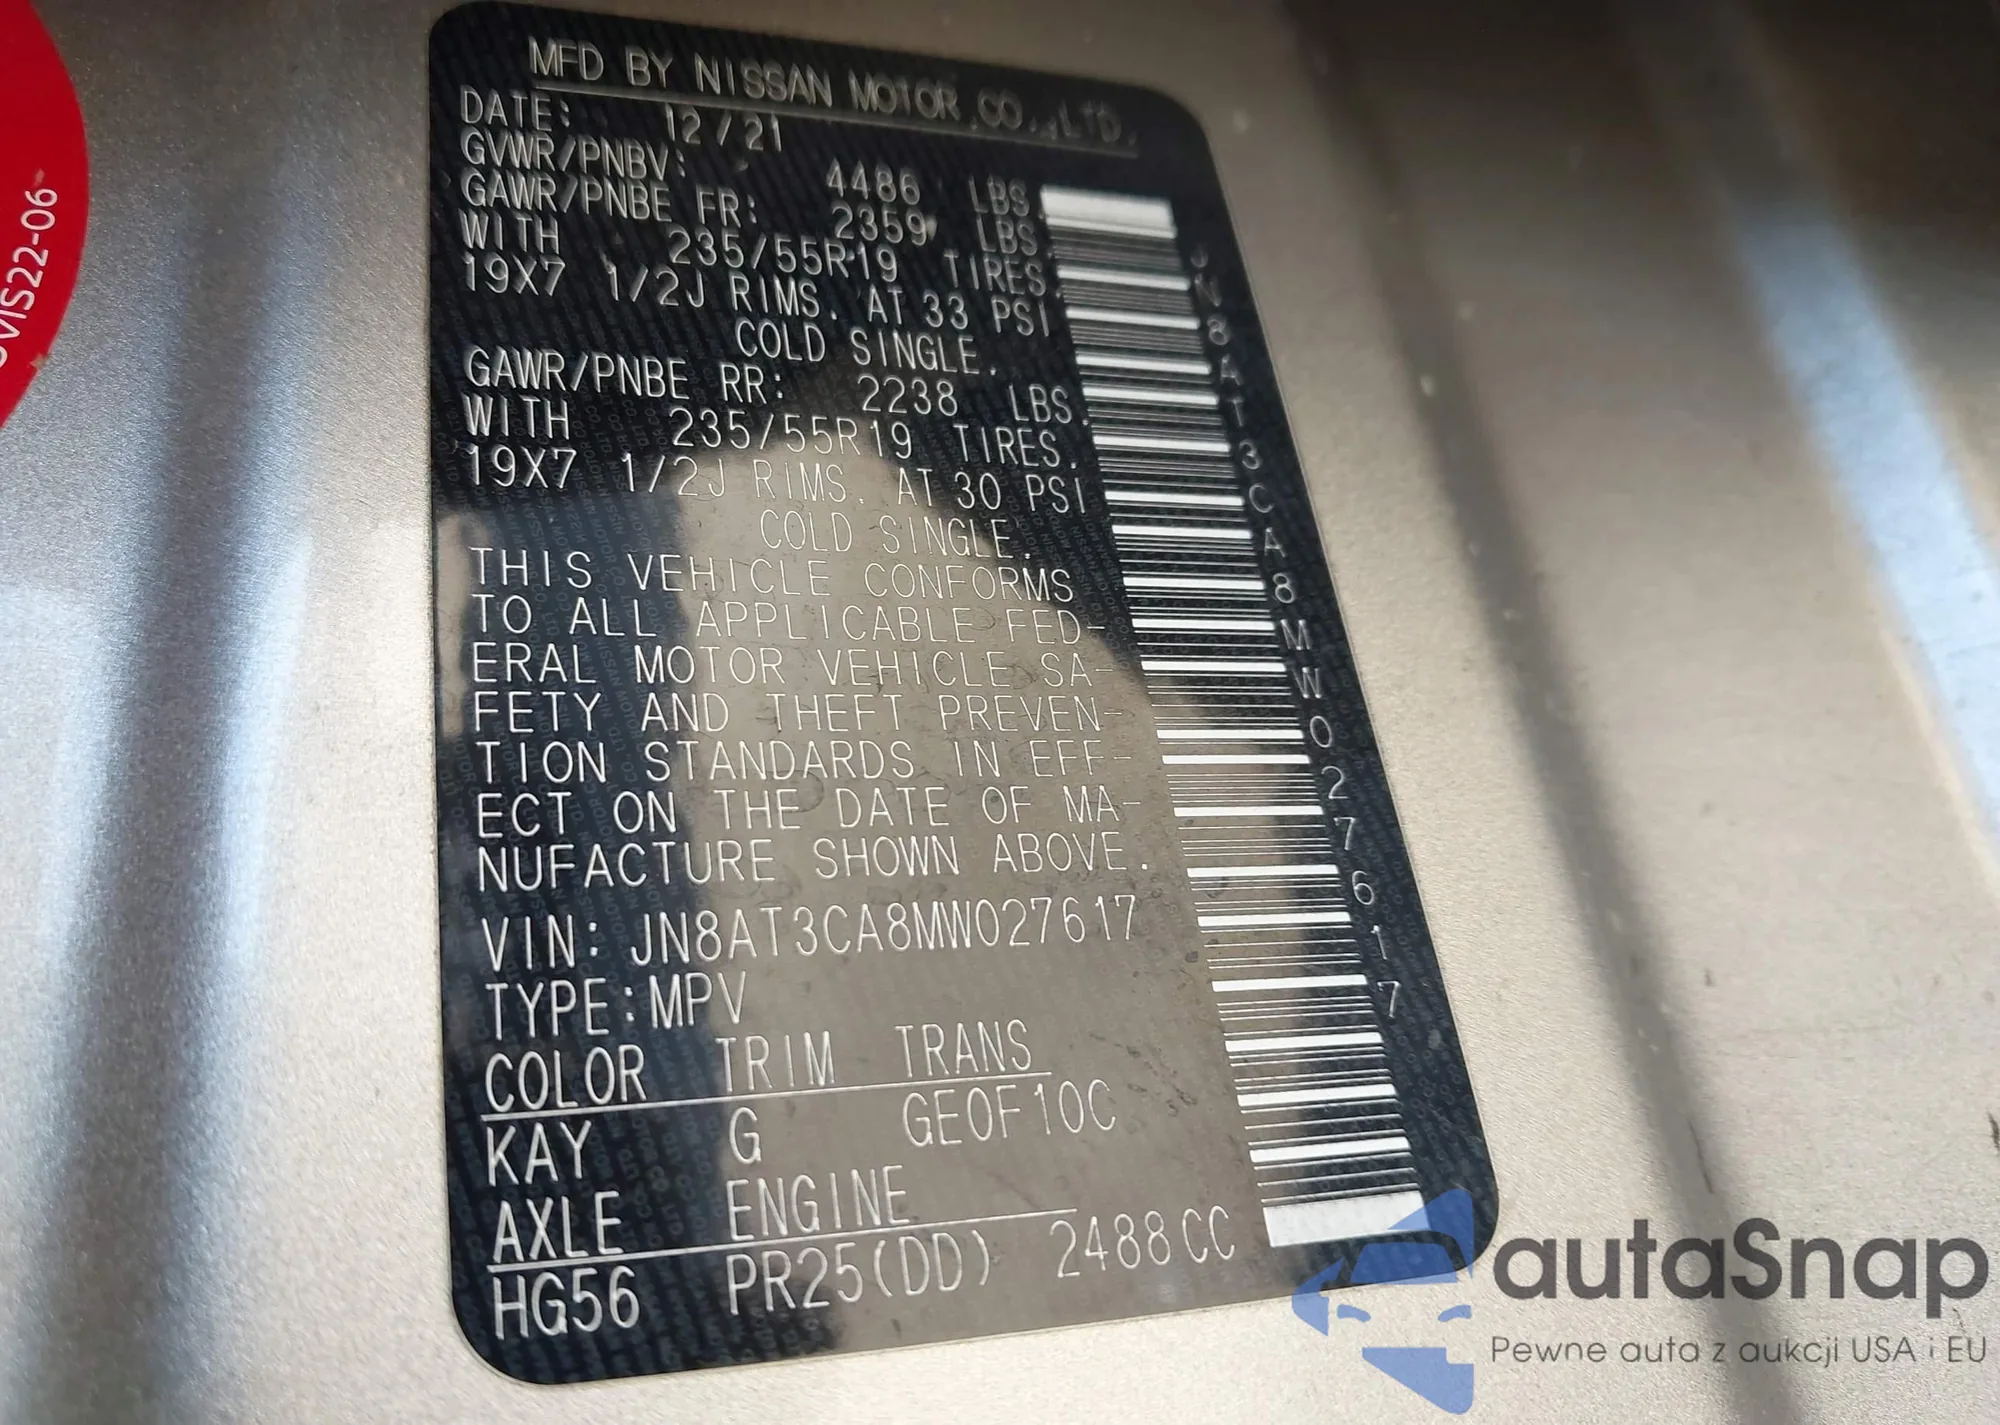 VIS22-06
MFD BY NISSAN MOTOR CO.,LTD.
DATE: 12/21
GVWR/PNBV: 4486 LBS.
GAWR/PNBE FR: 2359 LBS.
WITH 235/55R19 TIRES.
19X7 1/2J RIMS. AT 33 PSI
COLD SINGLE.
GAWR/PNBE RR: 2238 LBS.
WITH 235/55R19 TIRES.
19X7 1/2J RIMS. AT 30 PSI
COLD SINGLE.
THIS VEHICLE CONFORMS
TO ALL APPLICABLE FED-
ERAL MOTOR VEHICLE SA-
FETY AND THEFT PREVEN-
TION STANDARDS IN EFF-
ECT ON THE DATE OF MA-
NUFACTURE SHOWN ABOVE.
VIN: JN8AT3CA8MW027617
TYPE:MPV
COLOR TRIM TRANS
KAY G GE0F10C
AXLE ENGINE
HG56 PR25(DD) 2488CC
JN8AT3CA8MW027617
autaSnap
Pewne auta z aukcji USA i EU